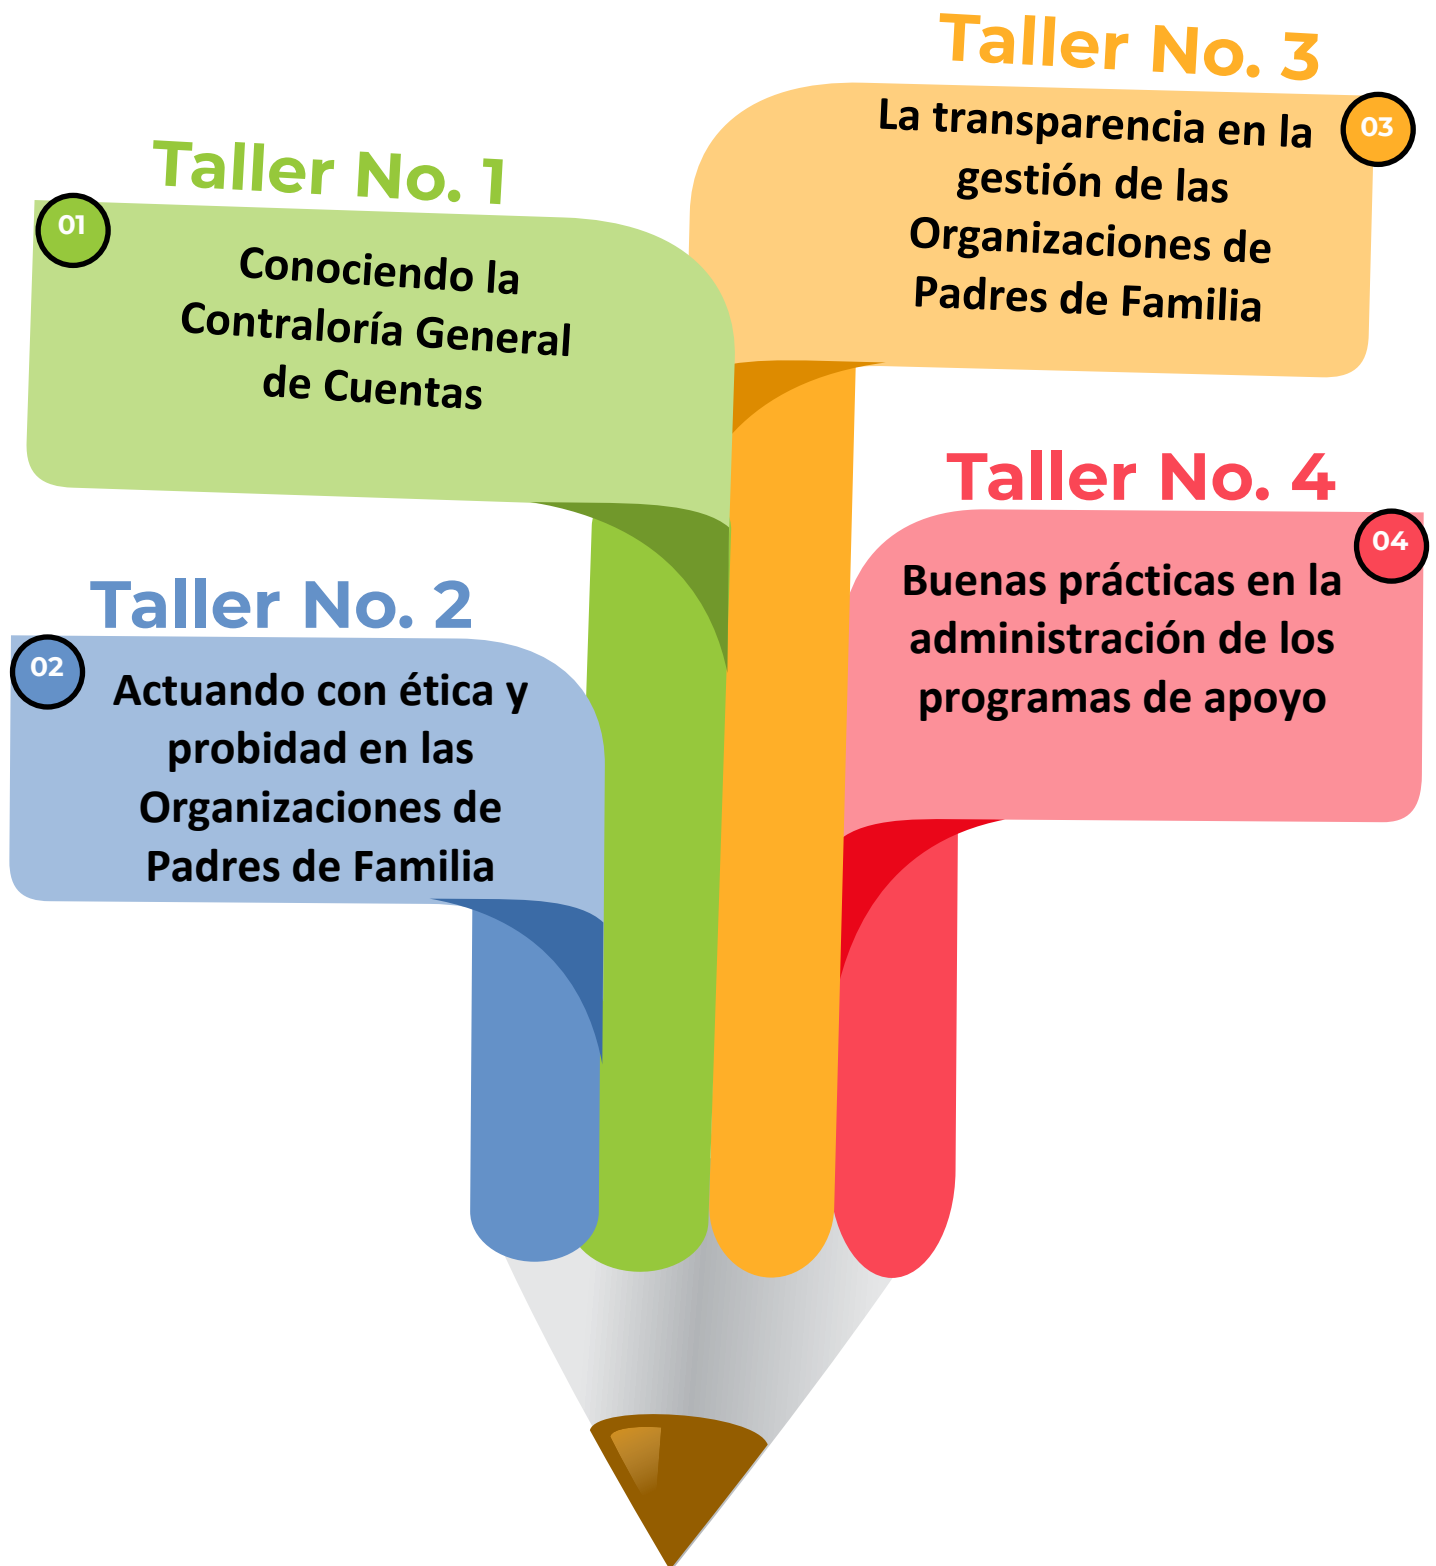 Taller No. 1
01
Conociendo la
Contraloría General
de Cuentas
Taller No. 2
02
Actuando con ética y
probidad en las
Organizaciones de
Padres de Familia
Taller No. 3
03
La transparencia en la
gestión de las
Organizaciones de
Padres de Familia
Taller No. 4
04
Buenas prácticas en la
administración de los
programas de apoyo